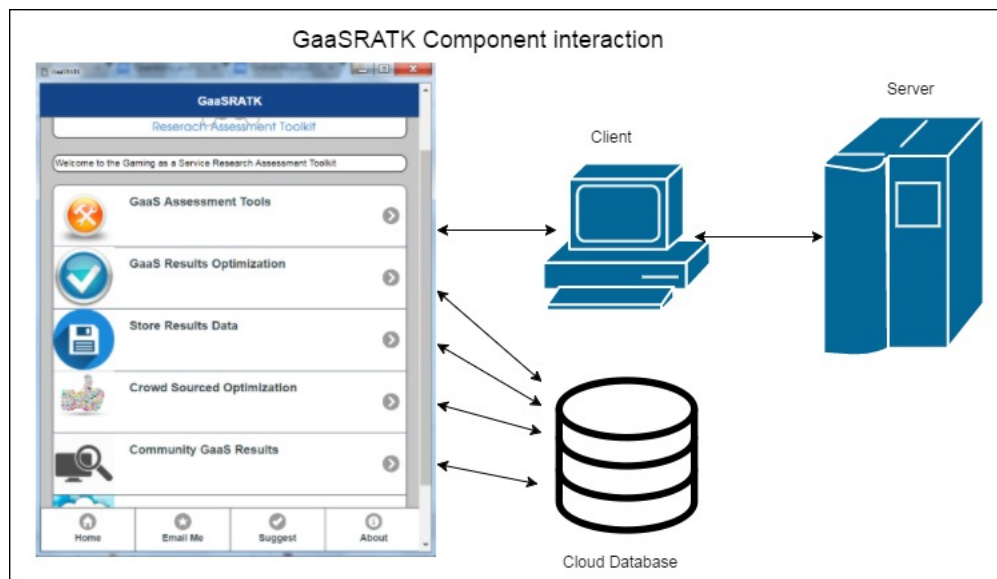 GaaSRATK Component interaction
GaaSRATK
GaaSRATK
Reserach Assessment Toolkit
Welcome to the Gaming as a Service Research Assessment Toolkit
GaaS Assessment Tools
GaaS Results Optimization
Store Results Data
Crowd Sourced Optimization
Community GaaS Results
Home
Email Me
Suggest
About
Client
Server
Cloud Database